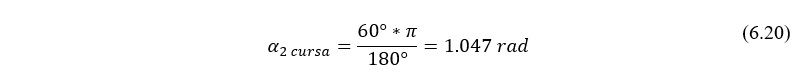 α₂ cursa = 60° * π / 180° = 1.047 rad (6.20)